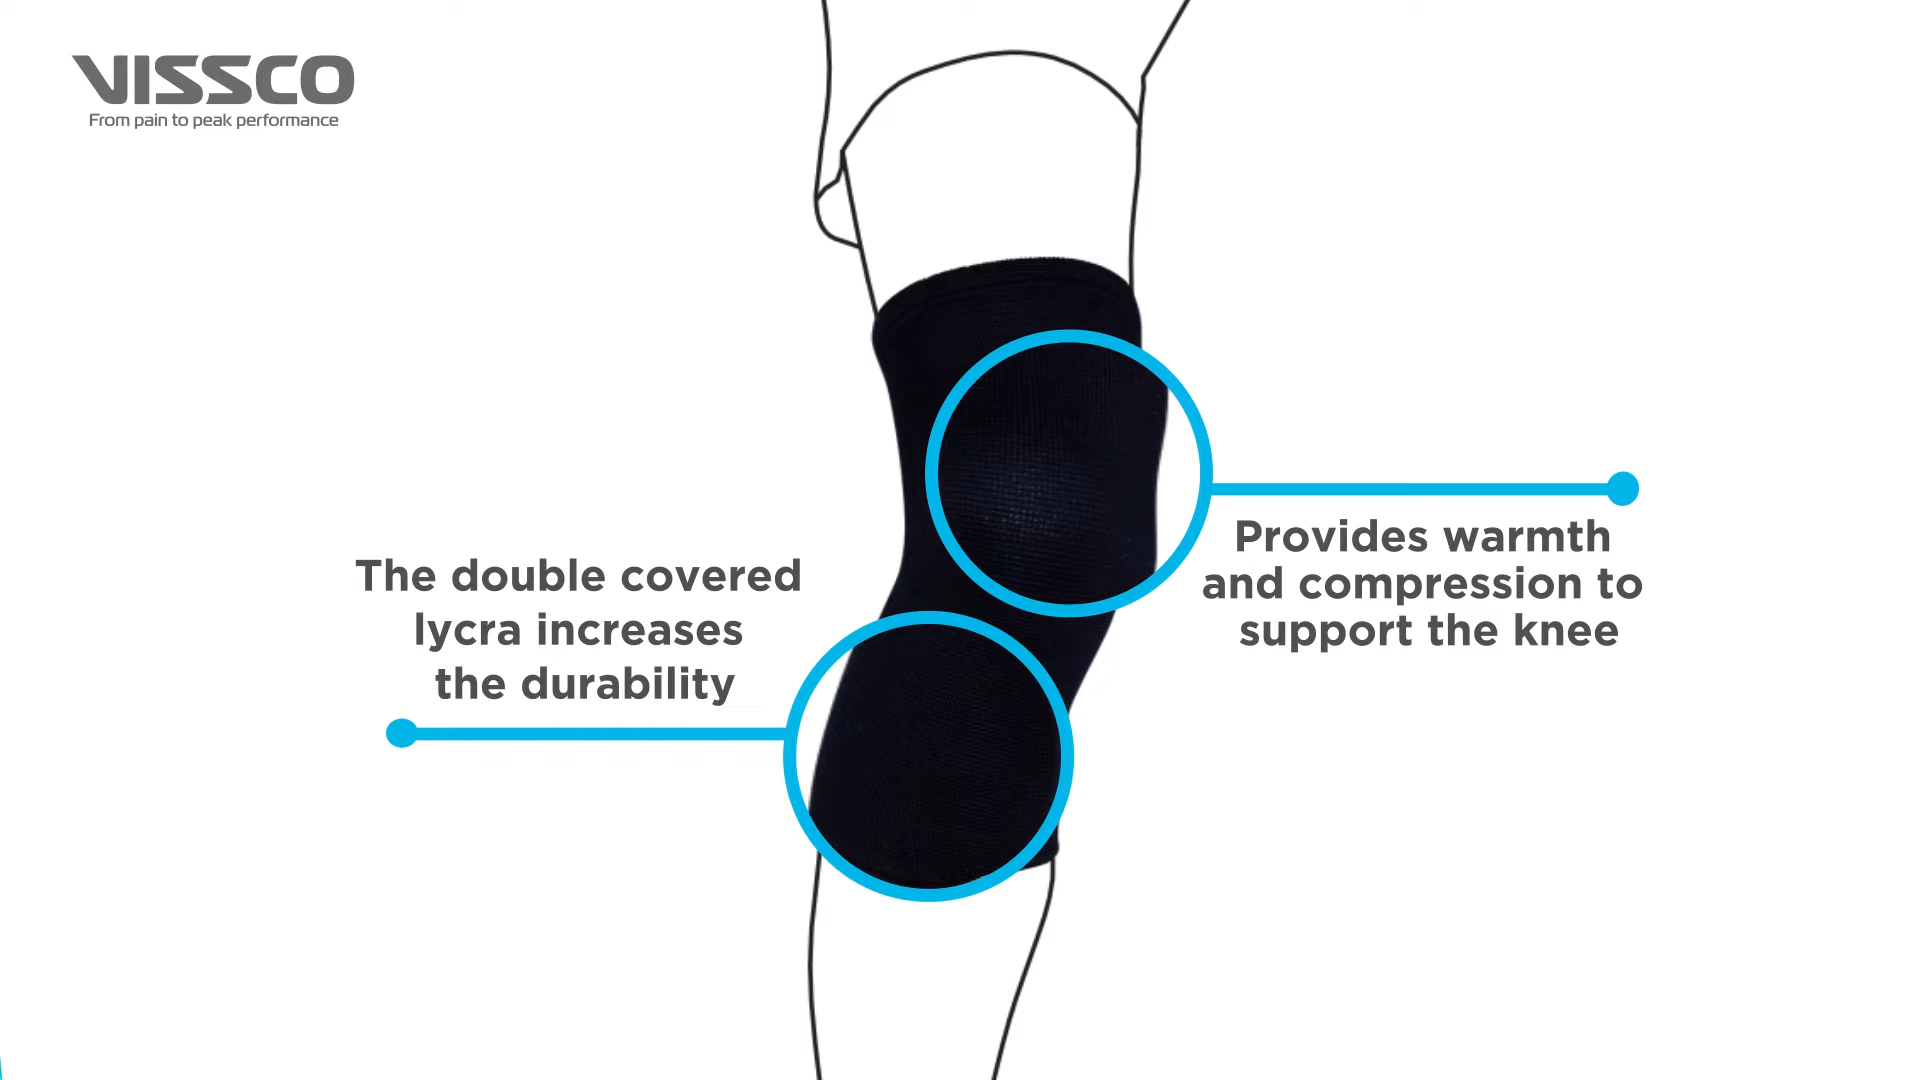 VISSCO
From pain to peak performance
The double covered
lycra increases
the durability
Provides warmth
and compression to
support the knee